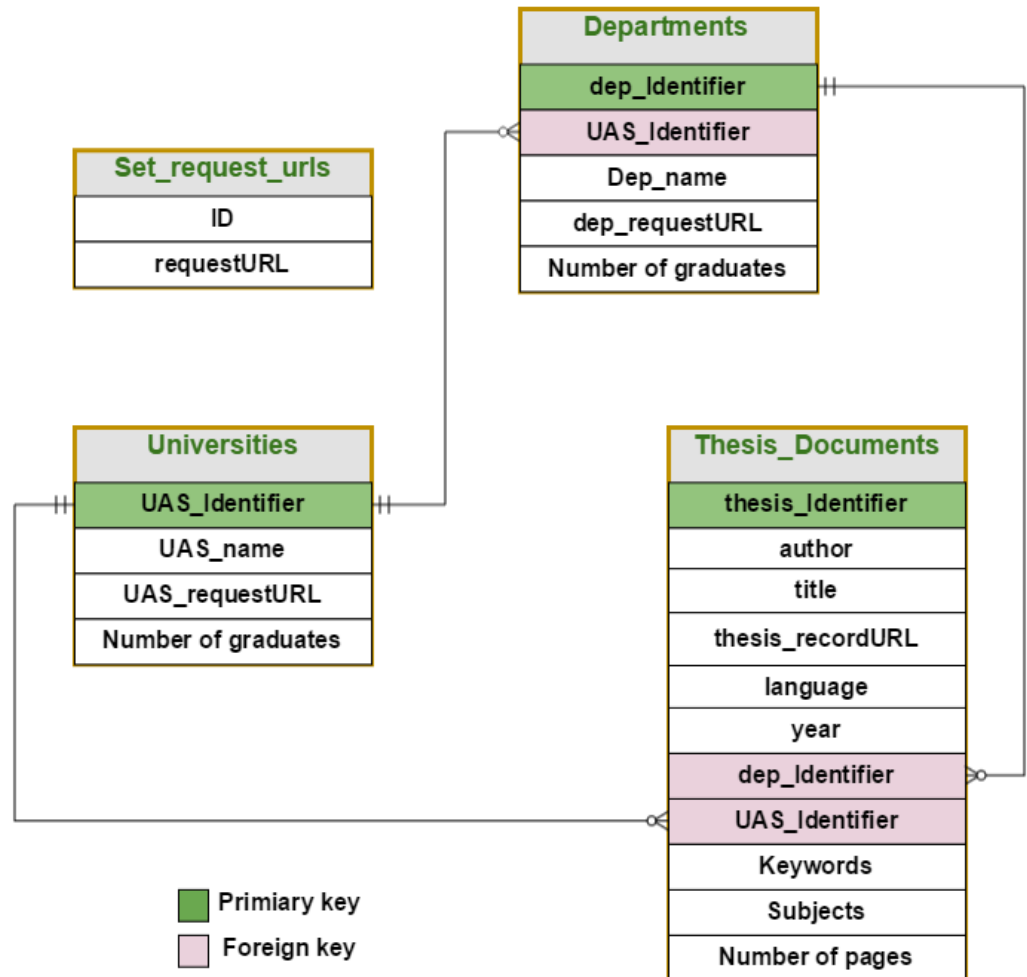 Departments
dep_Identifier
UAS_Identifier
Dep_name
dep_requestURL
Number of graduates
Set_request_urls
ID
requestURL
Universities
UAS_Identifier
UAS_name
UAS_requestURL
Number of graduates
Thesis_Documents
thesis_Identifier
author
title
thesis_recordURL
language
year
dep_Identifier
UAS_Identifier
Keywords
Subjects
Number of pages
Primiary key
Foreign key